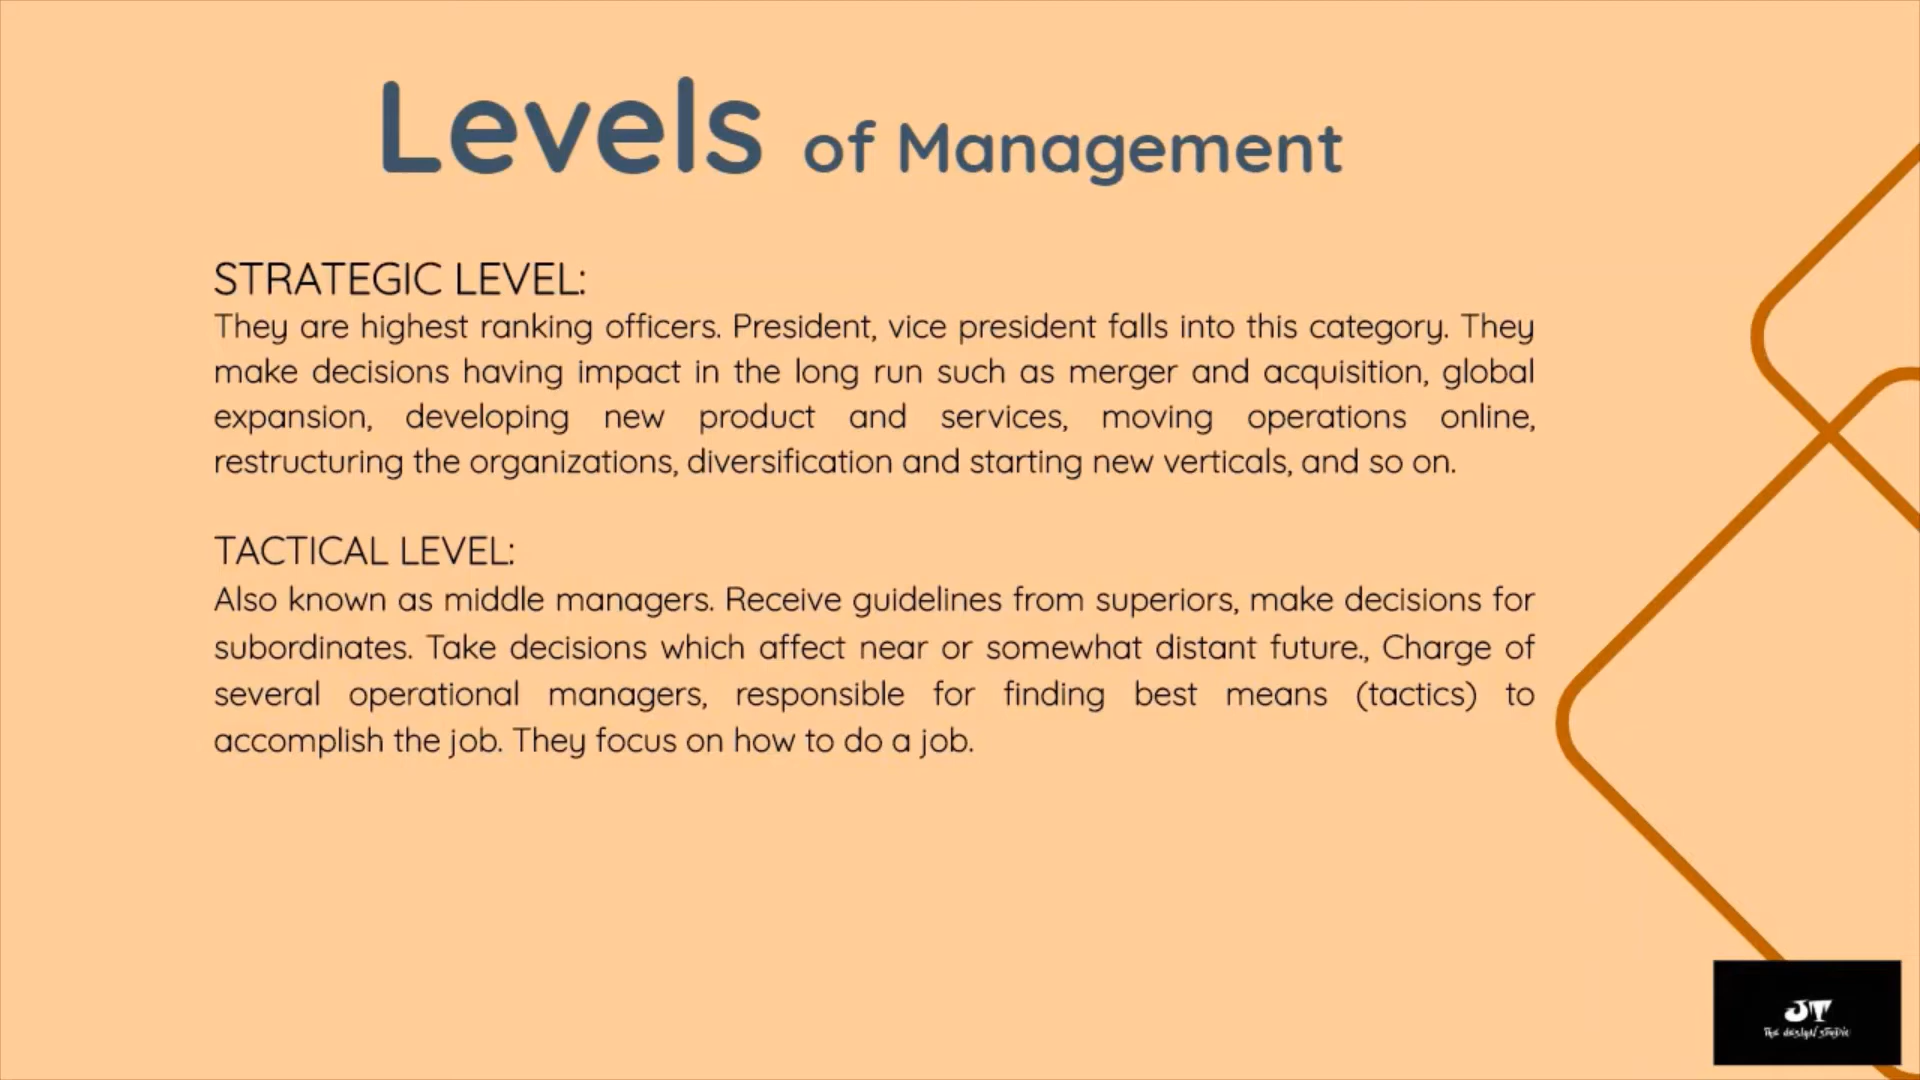 Levels of Management
STRATEGIC LEVEL:
They are highest ranking officers. President, vice president falls into this category. They
make decisions having impact in the long run such as merger and acquisition, global
expansion, developing new product and services, moving operations online,
restructuring the organizations, diversification and starting new verticals, and so on.
TACTICAL LEVEL:
Also known as middle managers. Receive guidelines from superiors, make decisions for
subordinates. Take decisions which affect near or somewhat distant future., Charge of
several operational managers, responsible for finding best means (tactics) to
accomplish the job. They focus on how to do a job.
JT
The design studio